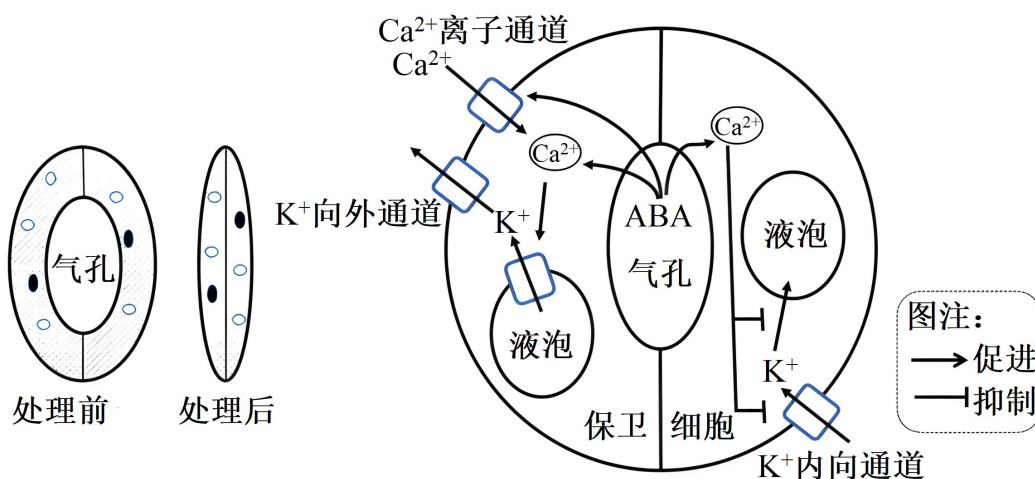 Ca²⁺离子通道
Ca²⁺
Ca²⁺
Ca²⁺
K⁺向外通道
K⁺
ABA
气孔
气孔
液泡
液泡
图注：
促进
抑制
K⁺
处理前
处理后
保卫
细胞
K⁺内向通道